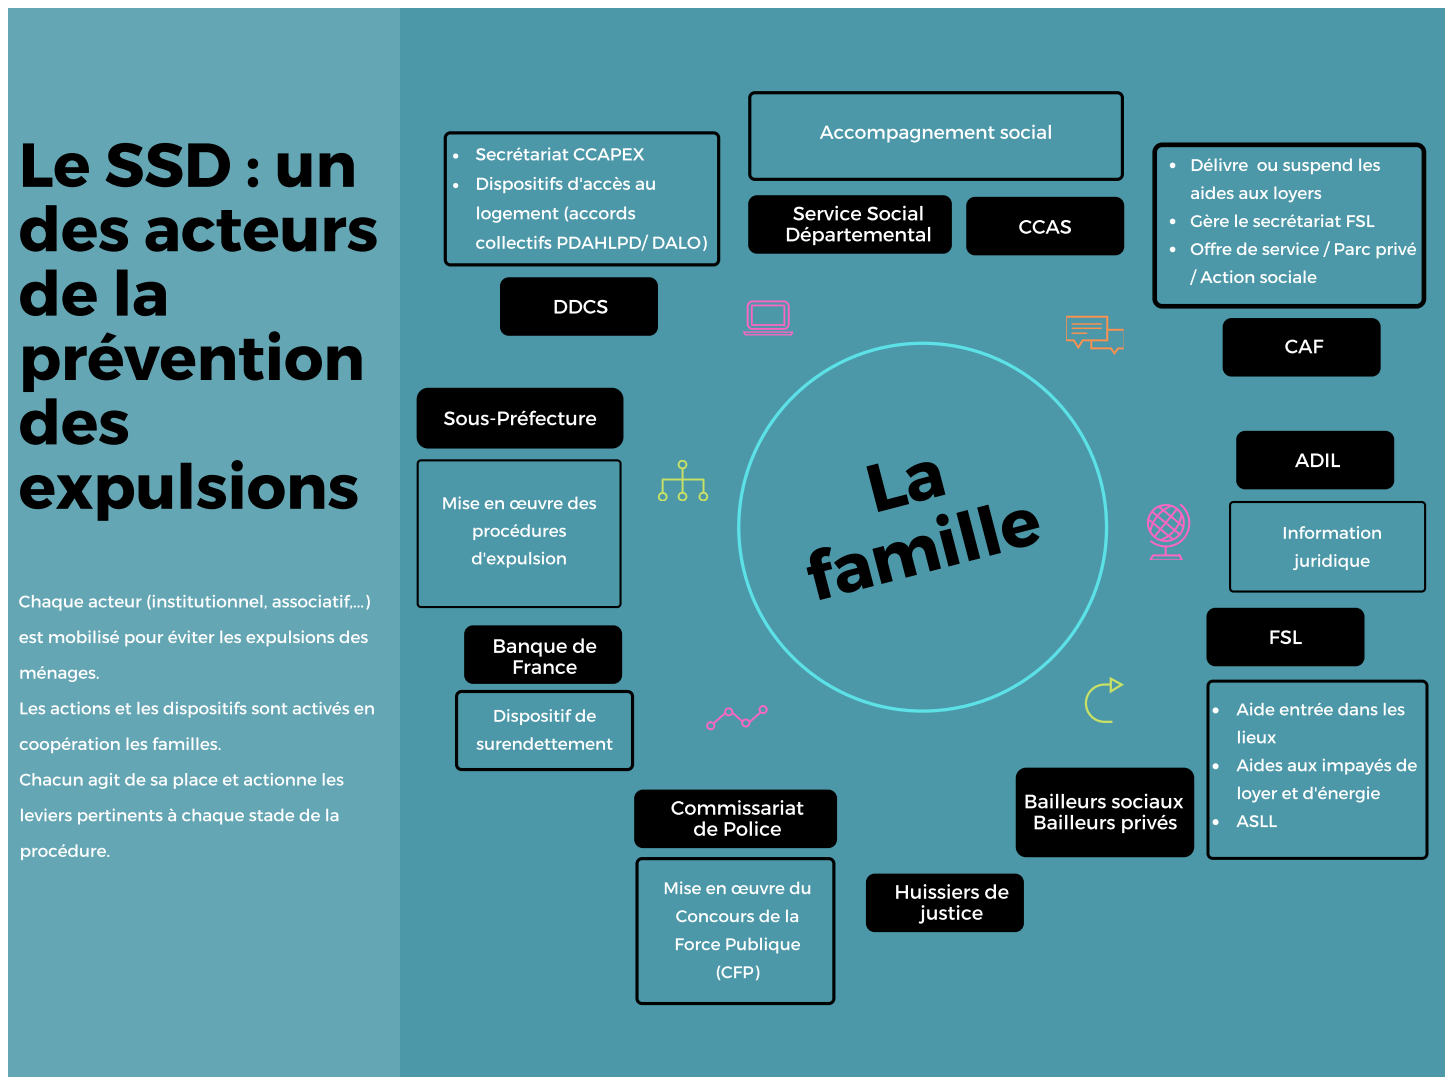 Le SSD : un
des acteurs
de la
prévention
des
expulsions
Chaque acteur (institutionnel, associatif,...)
est mobilisé pour éviter les expulsions des
ménages.
Les actions et les dispositifs sont activés en
coopération les familles.
Chacun agit de sa place et actionne les
leviers pertinents à chaque stade de la
procédure.
Accompagnement social
Service Social
Départemental
CCAS
• Secrétariat CCAPEX
• Dispositifs d'accès au
logement (accords
collectifs PDAHLPD/ DALO)
DDCS
• Délivre ou suspend les
aides aux loyers
• Gère le secrétariat FSL
• Offre de service / Parc privé
/ Action sociale
CAF
Sous-Préfecture
Mise en œuvre des
procédures
d'expulsion
La
famille
ADIL
Information
juridique
Banque de
France
Dispositif de
surendettement
FSL
• Aide entrée dans les
lieux
• Aides aux impayés de
loyer et d'énergie
• ASLL
Commissariat
de Police
Mise en œuvre du
Concours de la
Force Publique
(CFP)
Bailleurs sociaux
Bailleurs privés
Huissiers de
justice